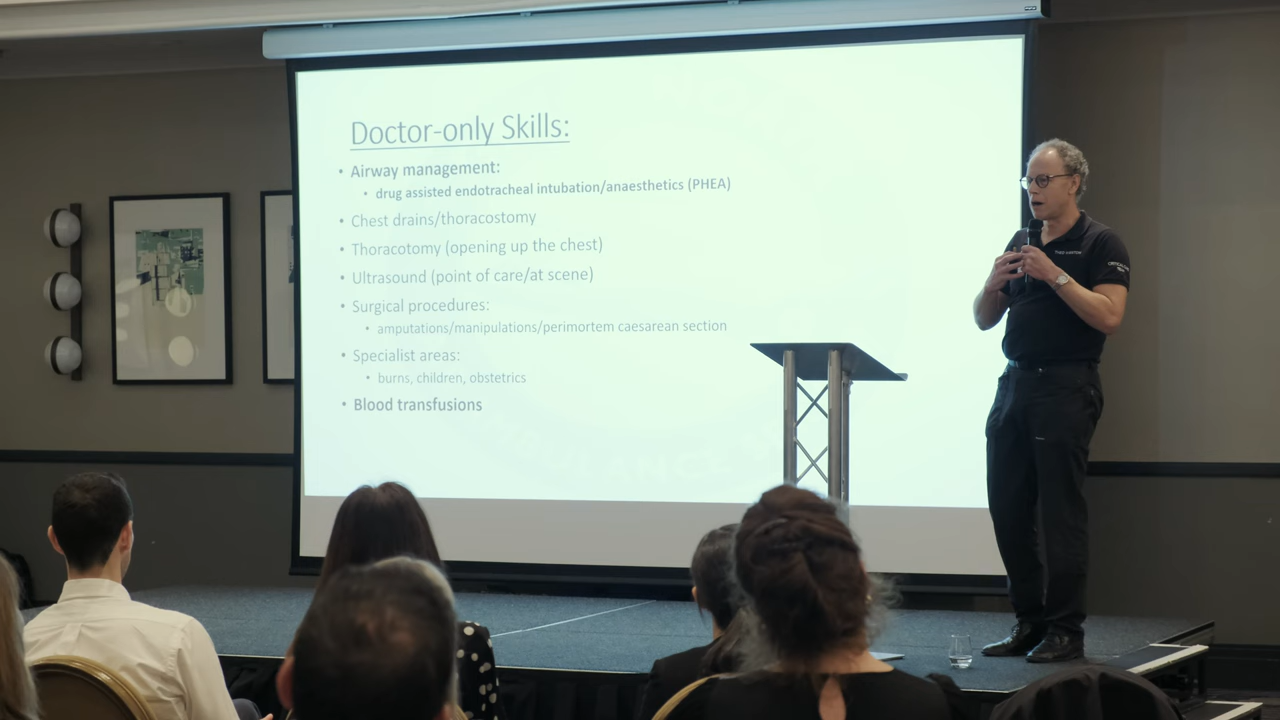 Doctor-only Skills:
• Airway management:
• drug assisted endotracheal intubation/anaesthetics (PHEA)
• Chest drains/thoracostomy
• Thoracotomy (opening up the chest)
• Ultrasound (point of care/at scene)
• Surgical procedures:
• amputations/manipulations/perimortem caesarean section
• Specialist areas:
• burns, children, obstetrics
• Blood transfusions